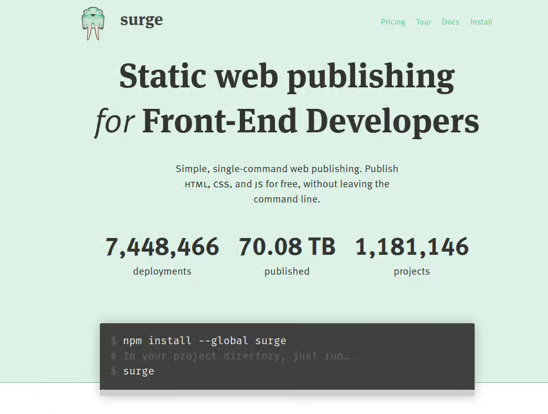 surge
Pricing Tour Docs Install
Static web publishing
for Front-End Developers
Simple, single-command web publishing. Publish
HTML, CSS, and JS for free, without leaving the
command line.
7,448,466 70.08 TB 1,181,146
deployments published projects
$ npm install --global surge
# In your project directory, just run…
$ surge